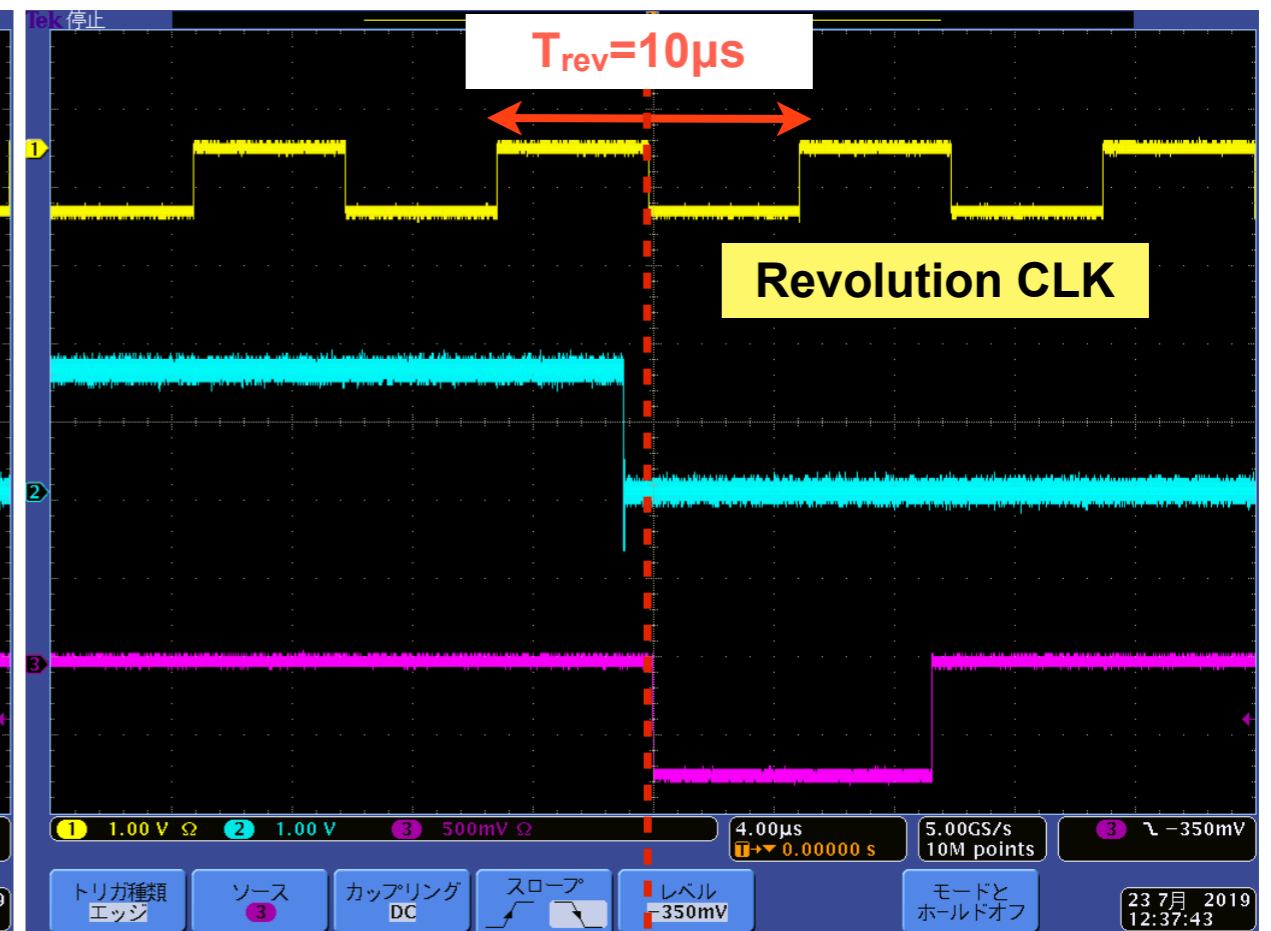 Tek 停止
Trev=10μs
1
Revolution CLK
2
3
1 1.00 V Ω 2 1.00 V 3 500mV Ω
4.00μs
T→▼ 0.00000 s
5.00GS/s
10M points
3 -350mV
トリガ種類
エッジ
ソース
3
カップリング
DC
スロープ
レベル
-350mV
モードと
ホールドオフ
23 7月 2019
12:37:43
9